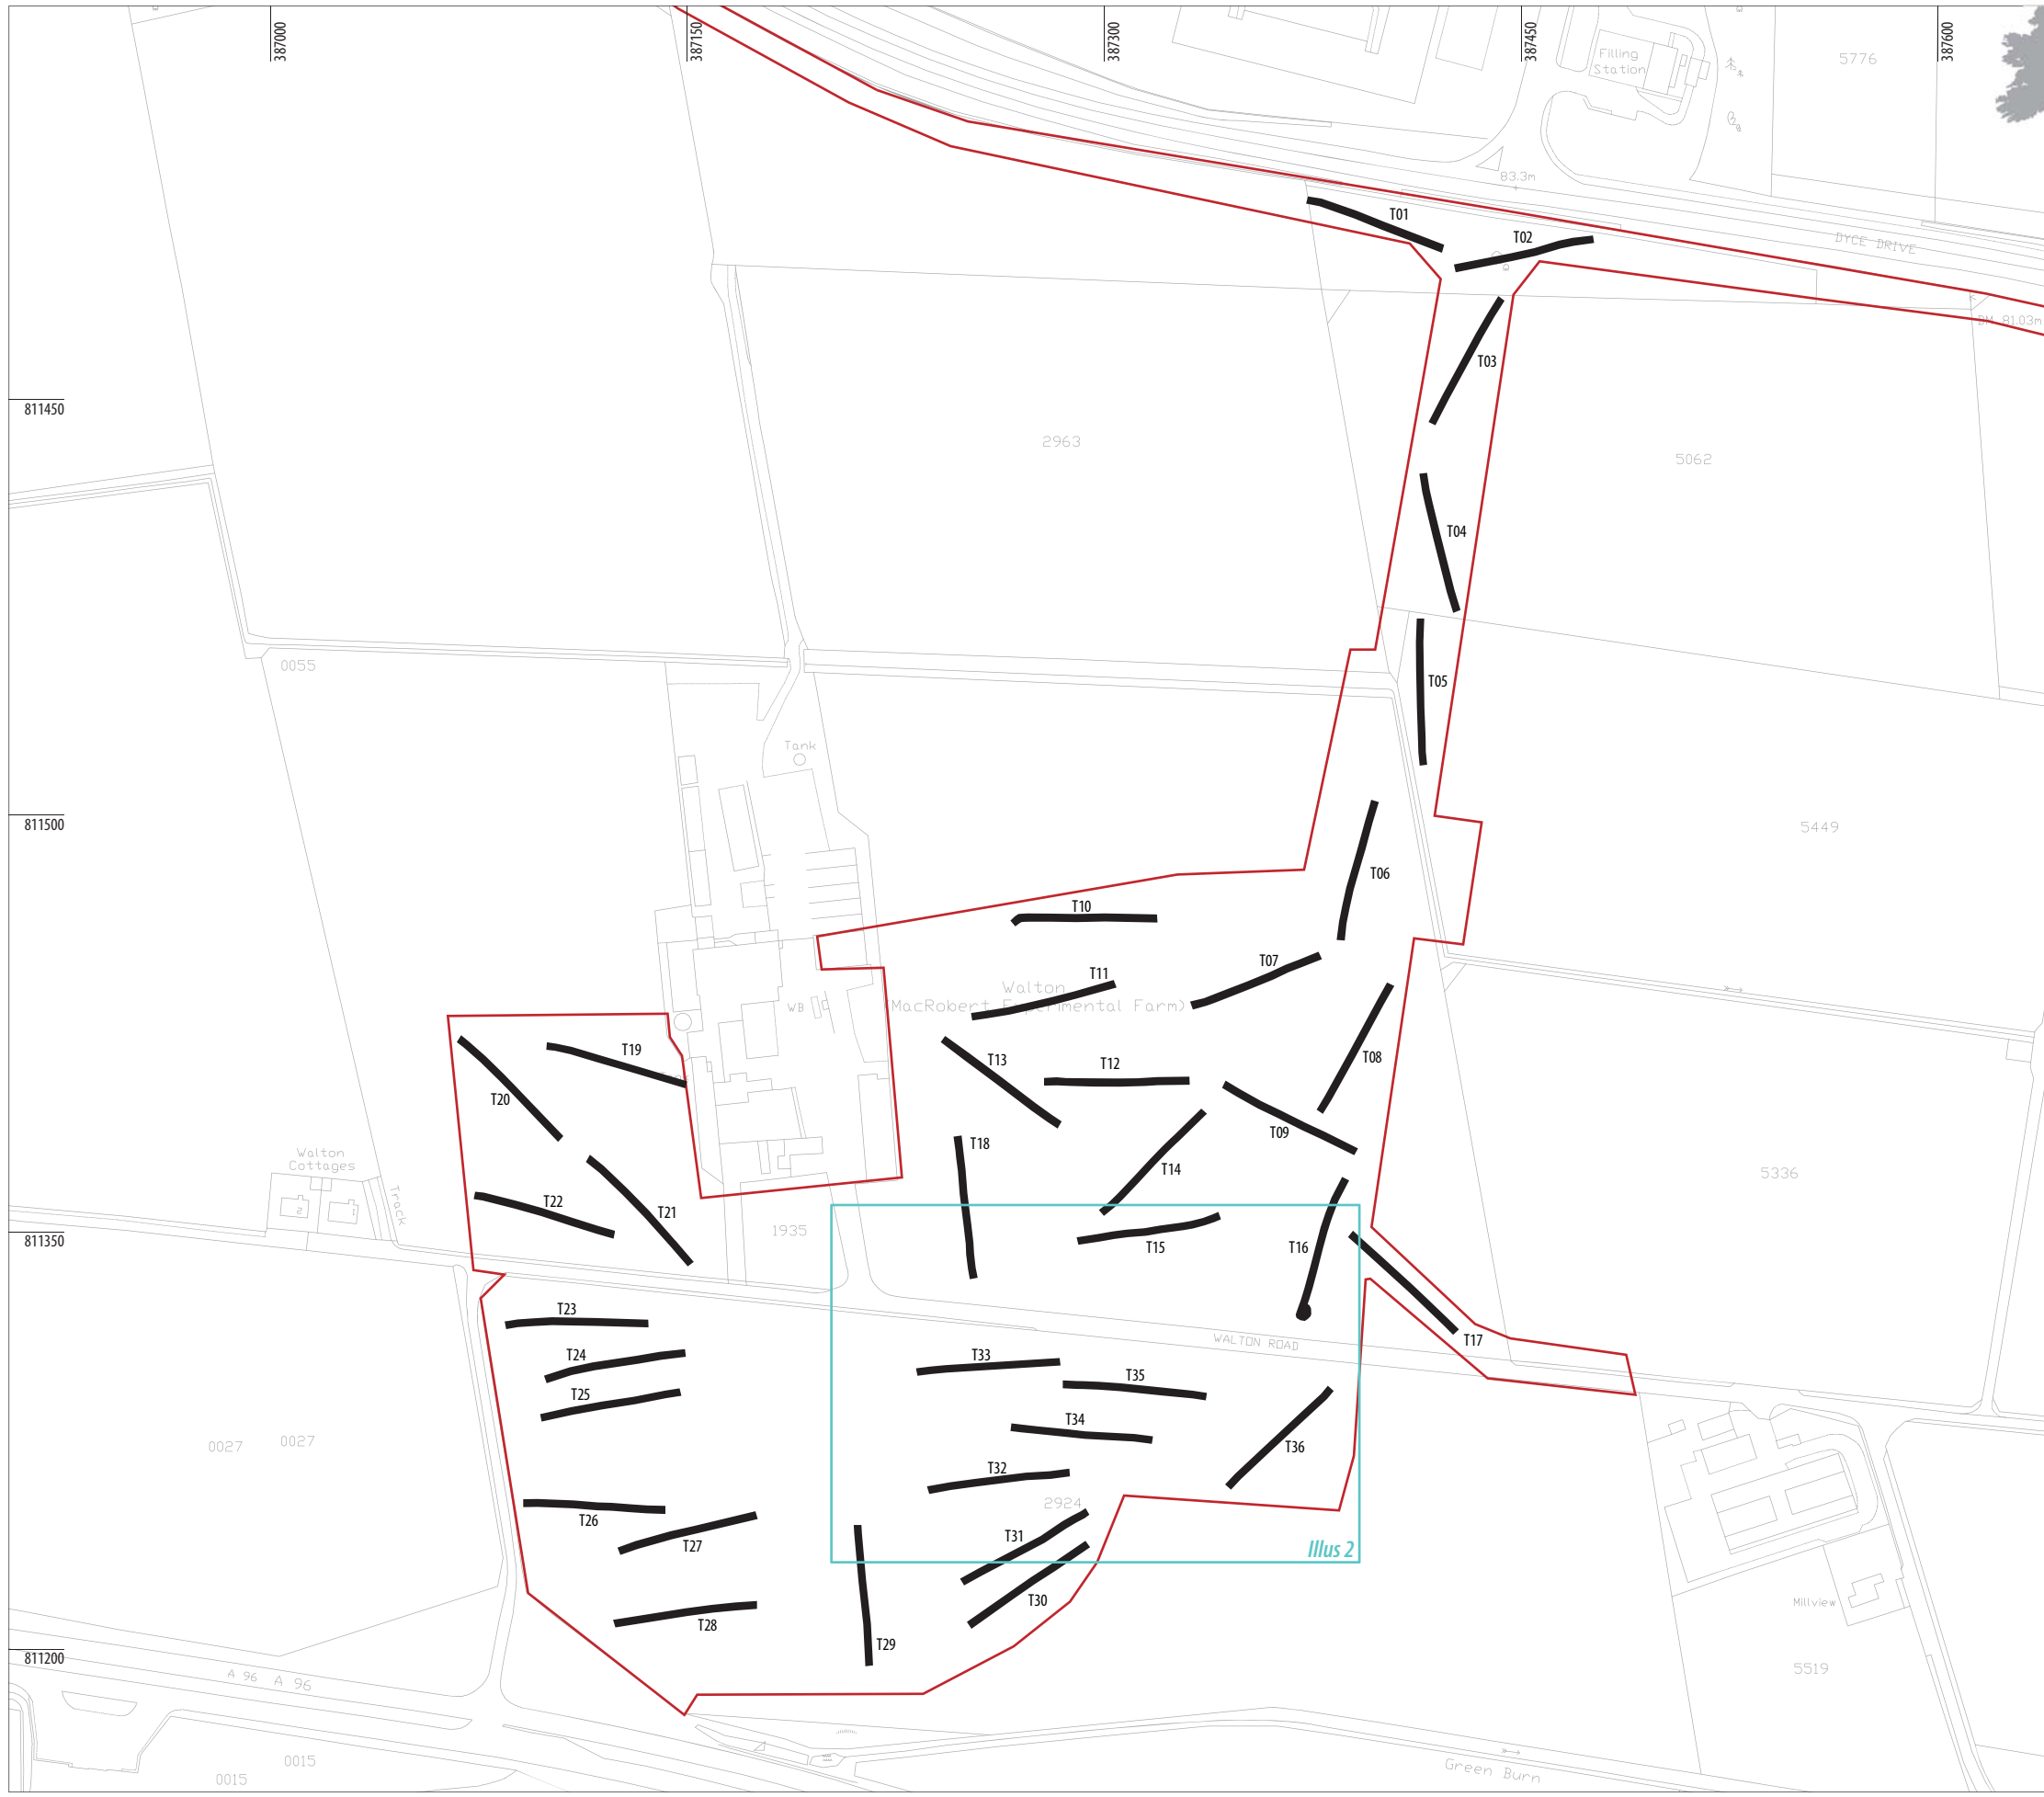 387000
387150
387300
387450
387600
Filling
Station
5776
83.3m
T01
T02
DYCE DRIVE
BM 81.03m
T03
811450
2963
5062
T04
0055
T05
Tank
811500
5449
T06
T10
T07
T11
Walton
(MacRobert Experimental Farm)
WB
T19
T13
T12
T08
T20
T09
T18
T14
Walton
Cottages
Track
2
1
T22
T21
5336
1935
811350
T15
T16
T23
WALTON ROAD
T17
T24
T33
T35
T25
T34
0027
0027
T36
T32
2924
T26
T31
T27
Illus 2
T30
Millview
T28
T29
811200
5519
A 96
A 96
0015
0015
Green Burn